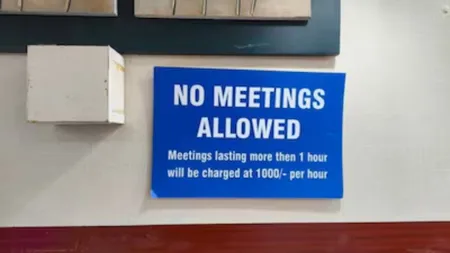 NO MEETINGS
ALLOWED
Meetings lasting more then 1 hour
will be charged at 1000/- per hour